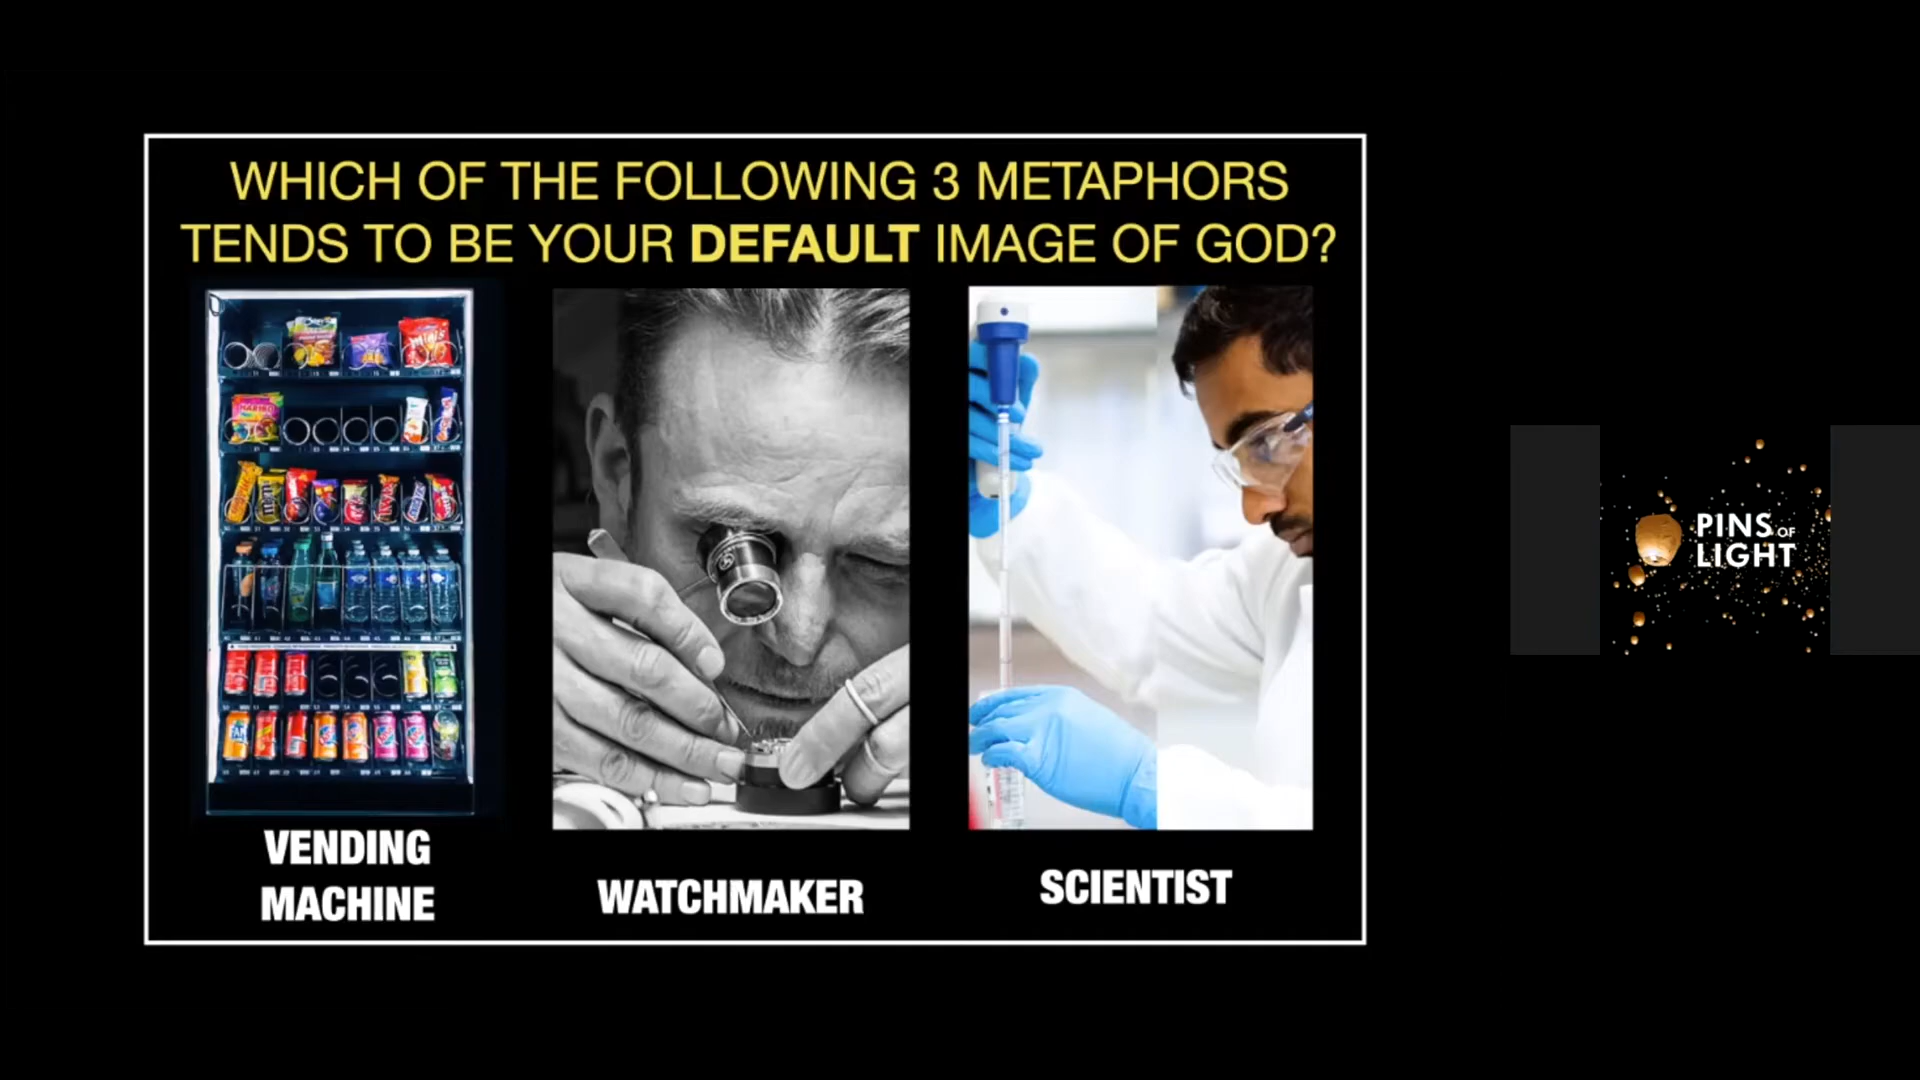 WHICH OF THE FOLLOWING 3 METAPHORS
TENDS TO BE YOUR DEFAULT IMAGE OF GOD?
HARIBO
VENDING
MACHINE
WATCHMAKER
SCIENTIST
PINS OF
LIGHT